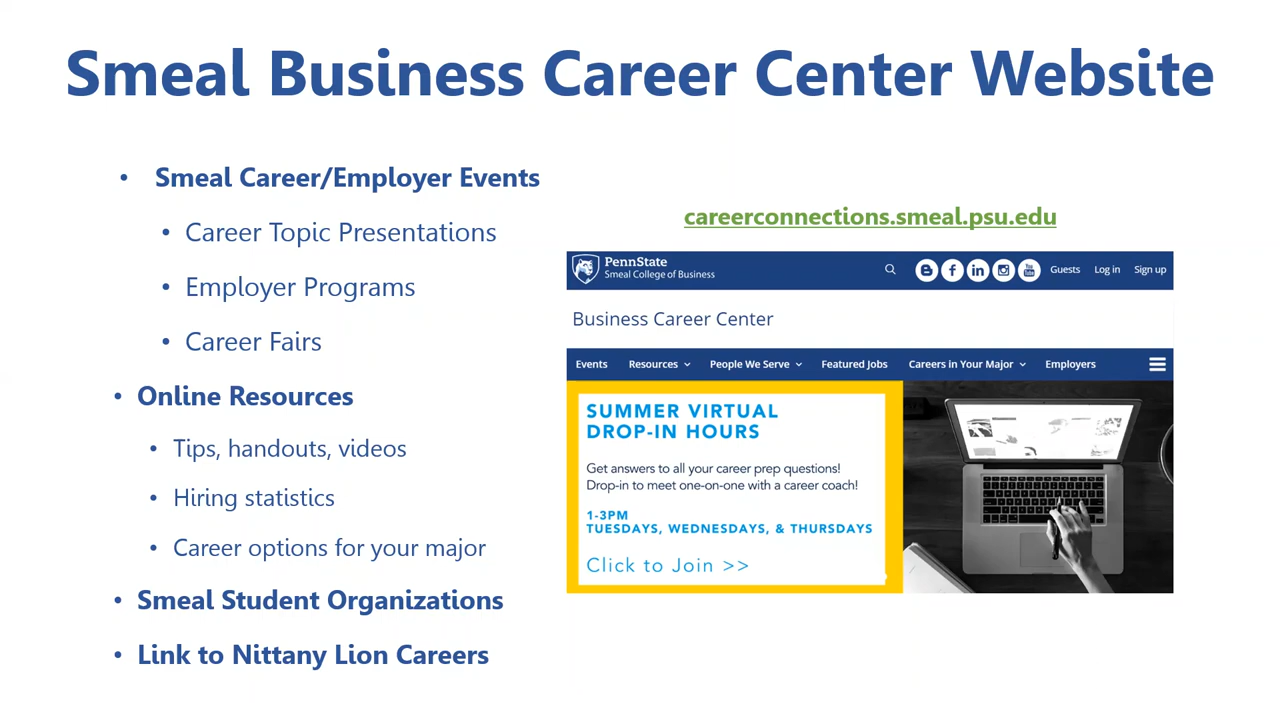 Smeal Business Career Center Website
• Smeal Career/Employer Events
• Career Topic Presentations
• Employer Programs
• Career Fairs
• Online Resources
• Tips, handouts, videos
• Hiring statistics
• Career options for your major
• Smeal Student Organizations
• Link to Nittany Lion Careers
careerconnections.smeal.psu.edu
PennState
Smeal College of Business
Guests Log in Sign up
Business Career Center
Events Resources People We Serve Featured Jobs Careers in Your Major Employers
SUMMER VIRTUAL
DROP-IN HOURS
Get answers to all your career prep questions!
Drop-in to meet one-on-one with a career coach!
1-3PM
TUESDAYS, WEDNESDAYS, & THURSDAYS
Click to Join >>